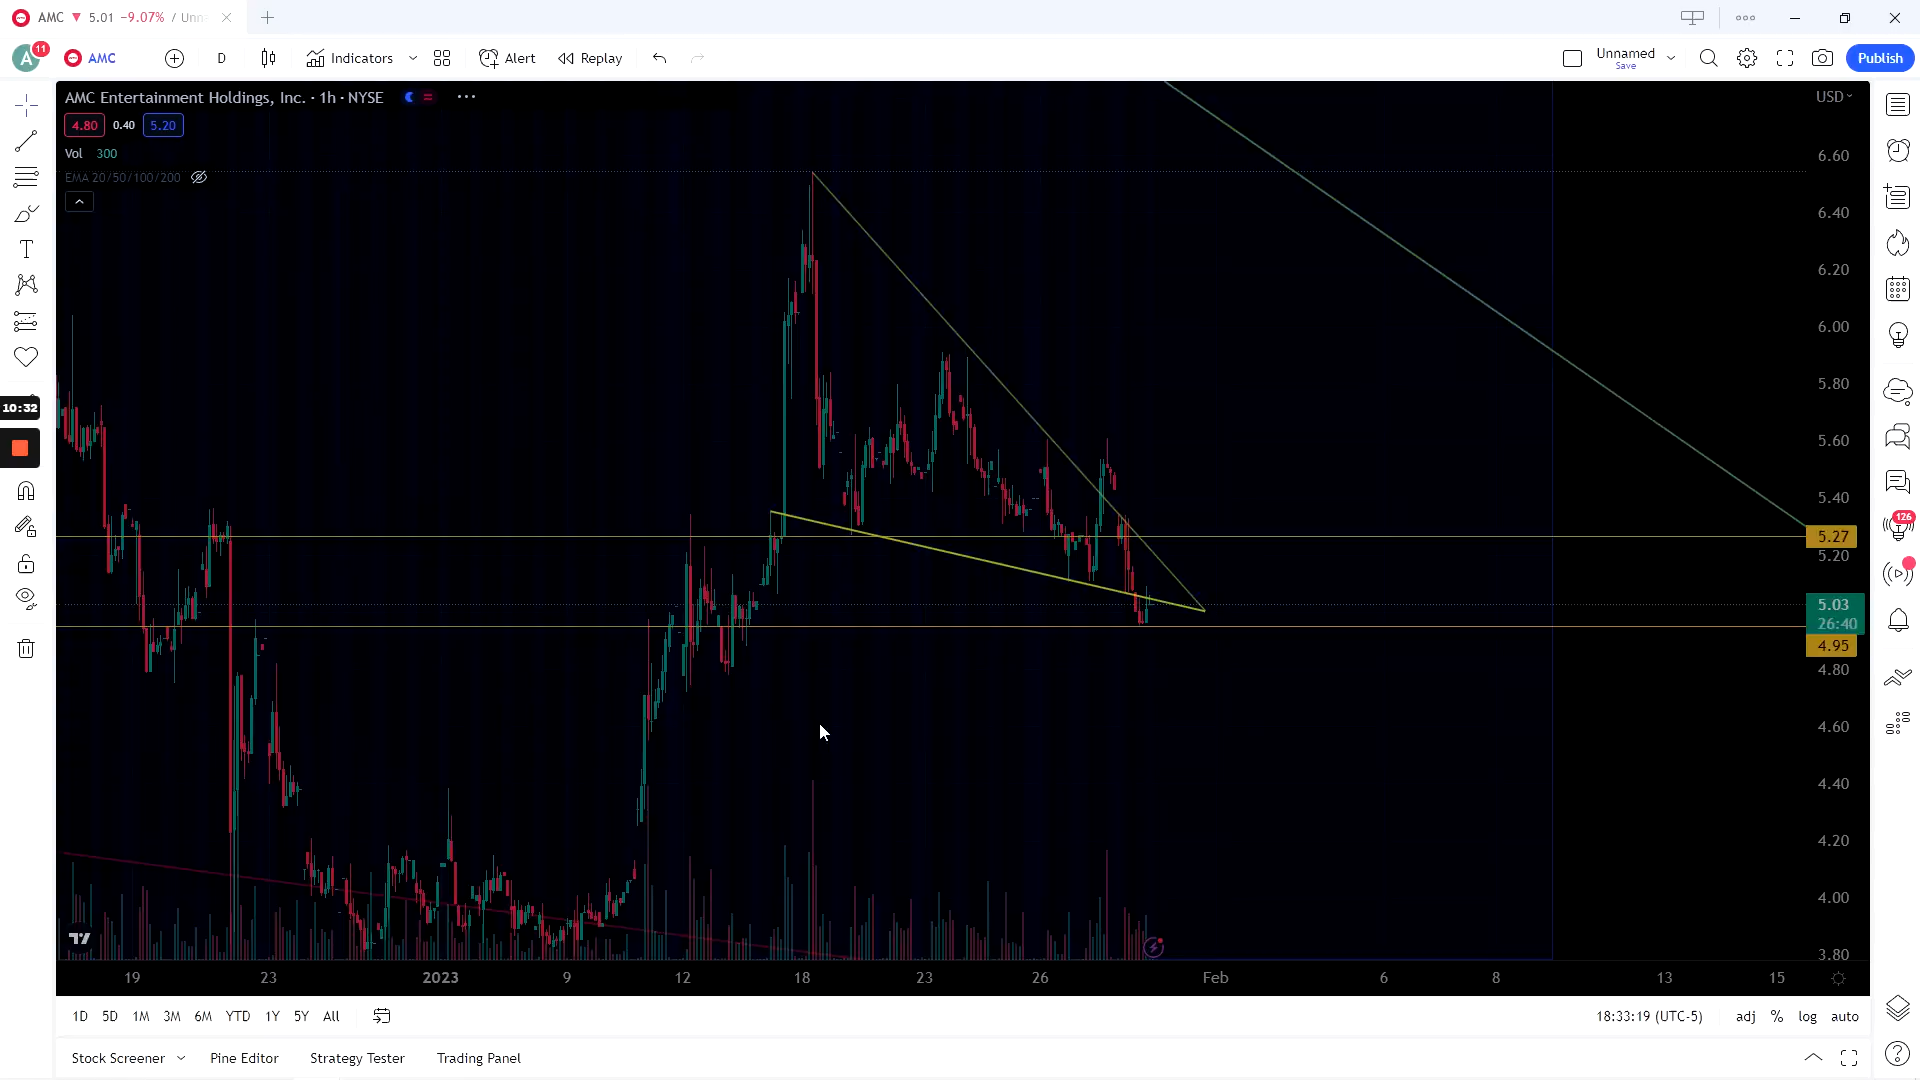 AMC 5.01 -9.07% / Unn
A 11 AMC D Indicators Alert Replay Unnamed Save Publish
AMC Entertainment Holdings, Inc. · 1h · NYSE
USD
4.80 0.40 5.20
Vol 300
EMA 20/50/100/200
6.60
6.40
6.20
6.00
5.80
5.60
5.40
5.27
5.20
5.03
26:40
4.95
4.80
4.60
4.40
4.20
4.00
3.80
10:32
126
19 23 2023 9 12 18 23 26 Feb 6 8 13 15
1D 5D 1M 3M 6M YTD 1Y 5Y All 18:33:19 (UTC-5) adj % log auto
Stock Screener Pine Editor Strategy Tester Trading Panel